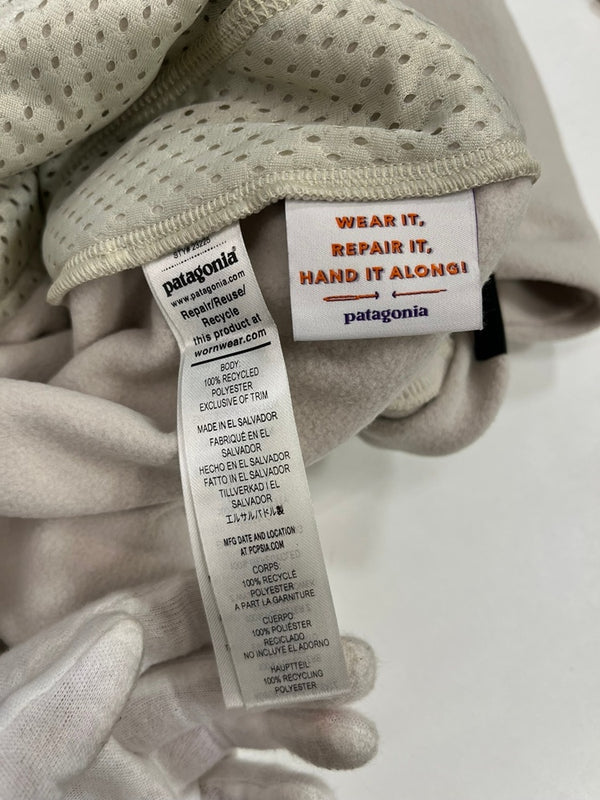 WEAR IT,
REPAIR IT,
HAND IT ALONG!
patagonia
STY# 25225
patagonia®
www.patagonia.com
Repair/Reuse/
Recycle
this product at
wornwear.com
BODY:
100% RECYCLED
POLYESTER
EXCLUSIVE OF TRIM
MADE IN EL SALVADOR
FABRIQUÉ EN EL
SALVADOR
HECHO EN EL SALVADOR
FATTO IN EL SALVADOR
TILLVERKAD I EL
SALVADOR
エルサルバドル製
MFG DATE AND LOCATION
AT PCPSIA.COM
CORPS:
100% RECYCLÉ
POLYESTER
A PART LA GARNITURE
CUERPO:
100% POLIÉSTER
RECICLADO
NO INCLUYE EL ADORNO
HAUPTTEIL:
100% RECYCLING
POLYESTER